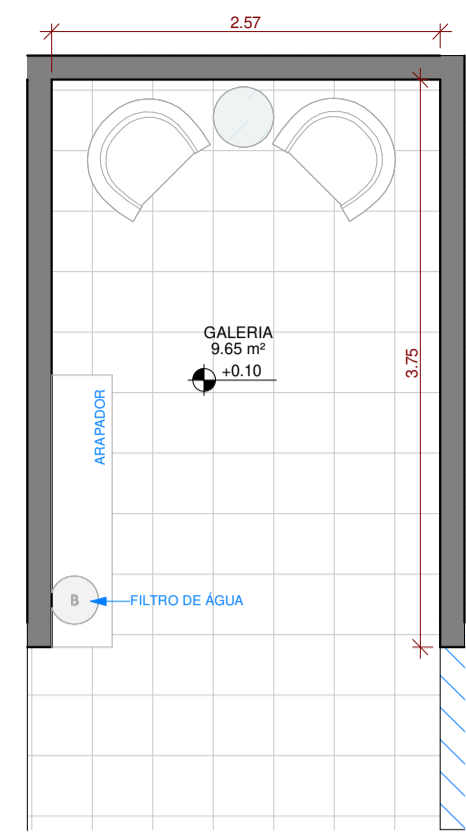 2.57
GALERIA
9.65 m²
+0.10
3.75
ARAPADOR
B
FILTRO DE ÁGUA